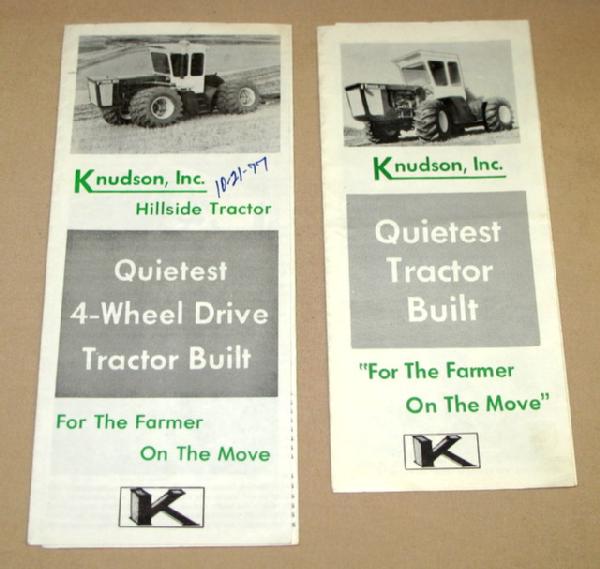 Knudson, Inc.
10-21-77
Hillside Tractor
Quietest
4-Wheel Drive
Tractor Built
For The Farmer
On The Move
K
Knudson, Inc.
Quietest
Tractor
Built
"For The Farmer
On The Move"
K